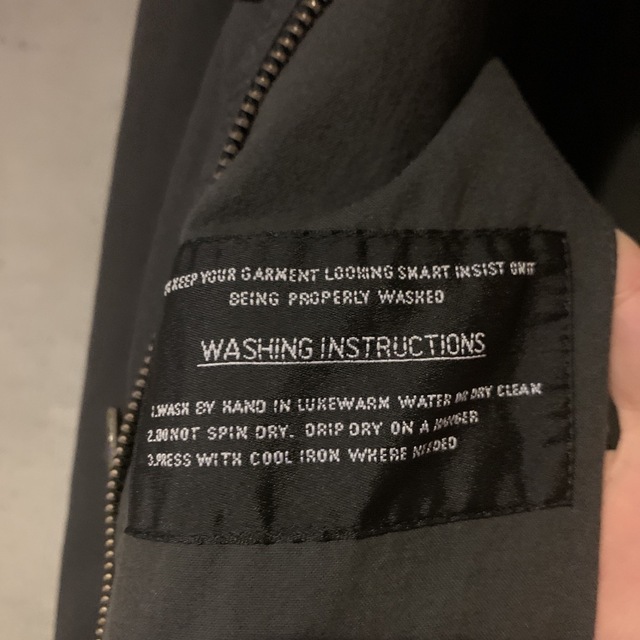 KEEP YOUR GARMENT LOOKING SMART INSIST ON IT
BEING PROPERLY WASHED
WASHING INSTRUCTIONS
1.WASH BY HAND IN LUKEWARM WATER OR DRY CLEAN
2.DO NOT SPIN DRY. DRIP DRY ON A HANGER
3.PRESS WITH COOL IRON WHERE NEEDED